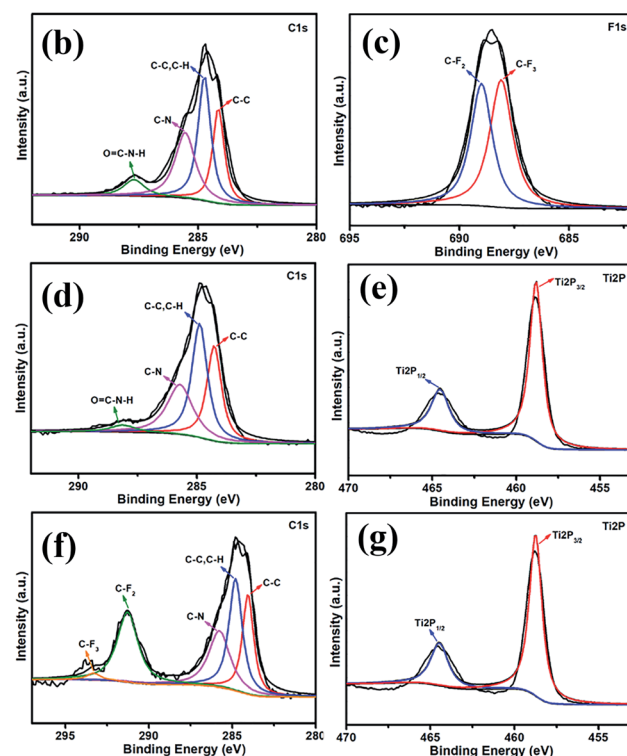 (b)
C1s
C-C,C-H
C-N
C-C
O=C-N-H
Intensity (a.u.)
290
285
280
Binding Energy (eV)
(c)
F1s
C-F2
C-F3
Intensity (a.u.)
695
690
685
Binding Energy (eV)
(d)
C1s
C-C,C-H
C-C
C-N
O=C-N-H
Intensity (a.u.)
290
285
280
Binding Energy (eV)
(e)
Ti2P
Ti2P3/2
Ti2P1/2
Intensity (a.u.)
470
465
460
455
Binding Energy (eV)
(f)
C1s
C-C,C-H
C-F2
C-C
C-N
C-F3
Intensity (a.u.)
295
290
285
280
Binding Energy (eV)
(g)
Ti2P
Ti2P3/2
Ti2P1/2
Intensity (a.u.)
470
465
460
455
Binding Energy (eV)